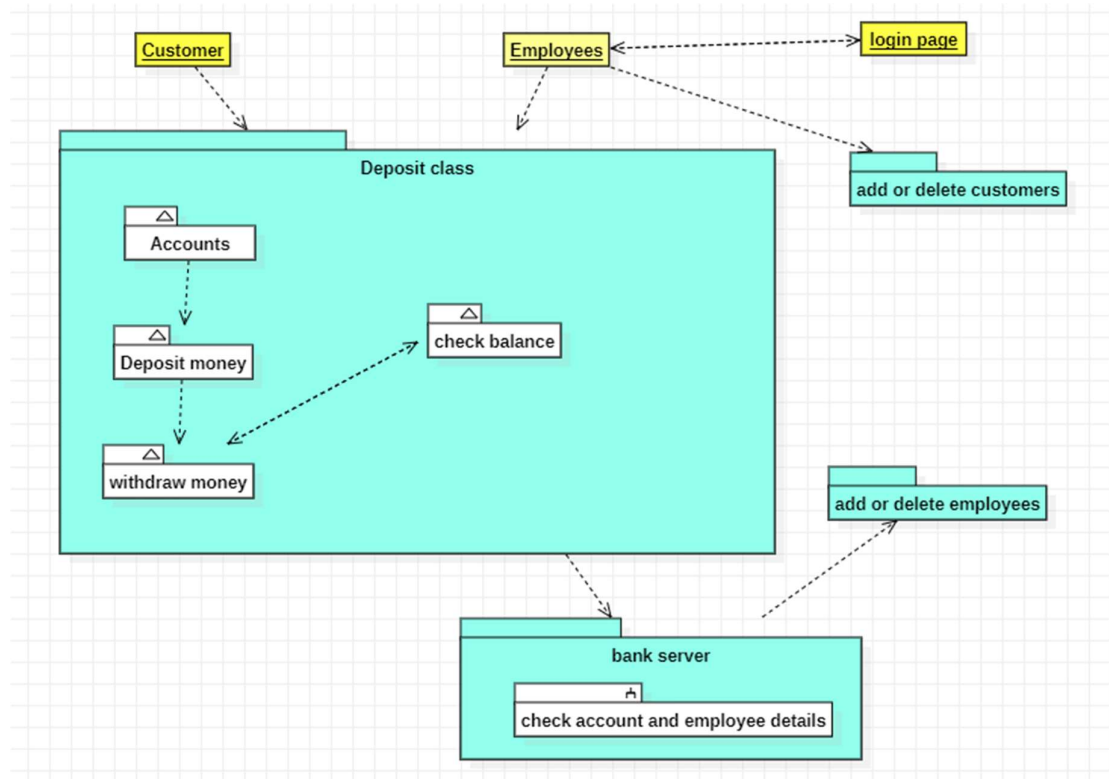 Customer
Employees
login page
Deposit class
add or delete customers
Accounts
check balance
Deposit money
withdraw money
add or delete employees
bank server
check account and employee details